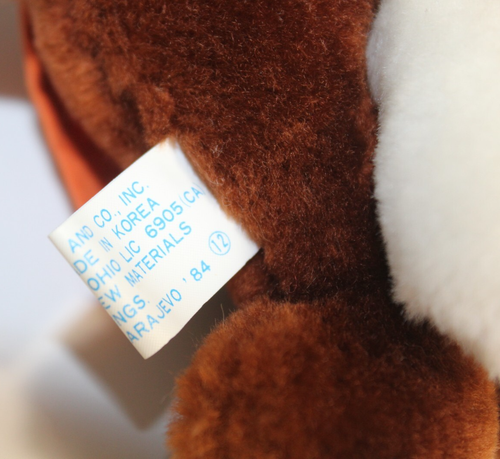 AND CO., INC.
DE IN KOREA
OHIO LIC 6905(CA
EW MATERIALS
NGS.
ARAJEVO '84 12